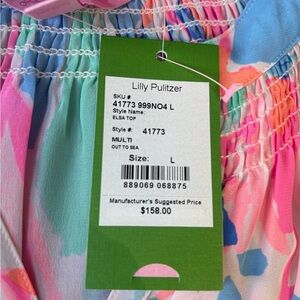 Lilly Pulitzer
SKU #
41773 999NO4 L
Style Name:
ELSA TOP
Style #: 41773
MULTI
OUT TO SEA
Size: L
889069 068875
Manufacturer's Suggested Price
$158.00